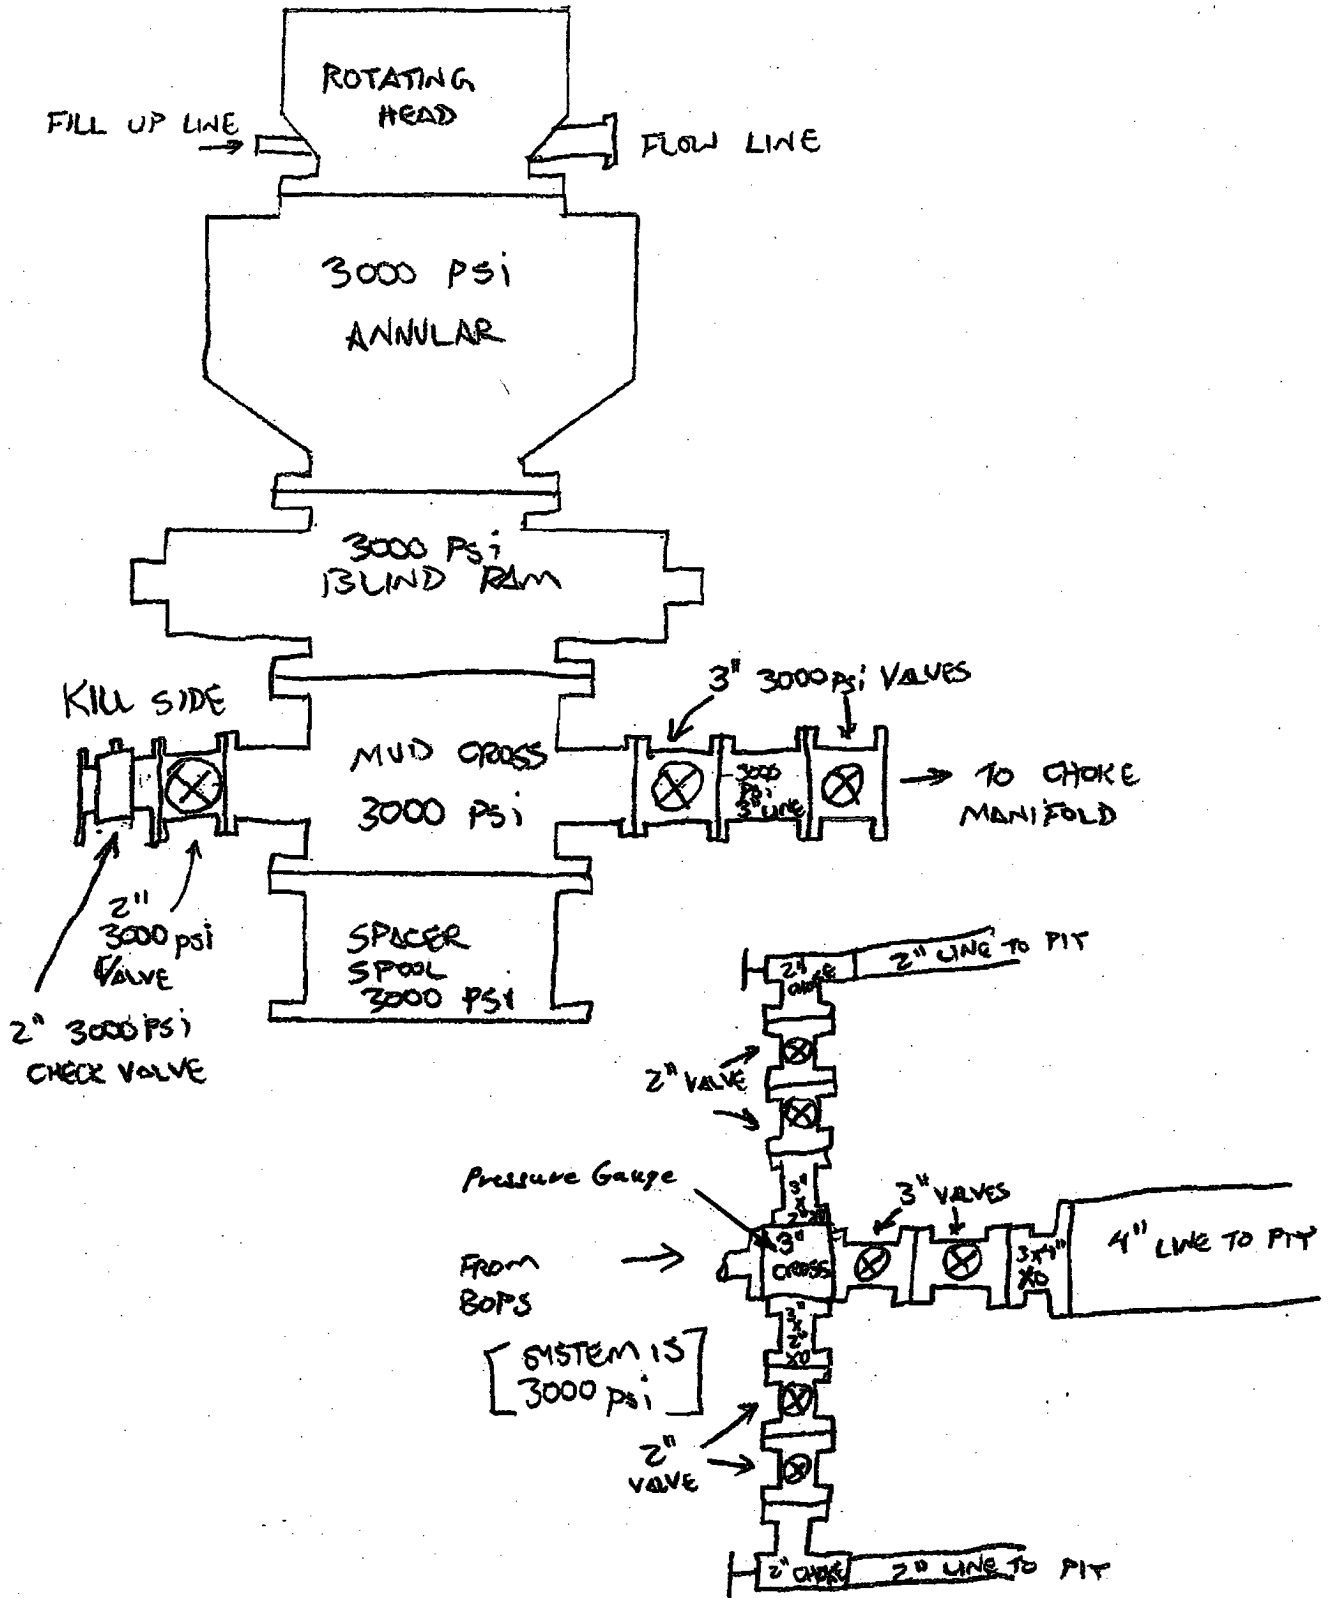 ROTATING
HEAD
FILL UP LINE
FLOW LINE
3000 PSi
ANNULAR
3000 PSi
BLIND RAM
KILL SIDE
3" 3000 PSi VALVES
MUD CROSS
3000 PSi
3000
PSi
3" LINE
TO CHOKE
MANIFOLD
2"
3000 psi
VALVE
2" 3000 PSi
CHECK VALVE
SPACER
SPOOL
3000 PSI
2" CHOKE
2" LINE TO PIT
2" VALVE
Pressure Gauge
3"
X
2" XO
3" VALVES
3"
CROSS
3x4"
XO
4" LINE TO PIT
FROM
BOPS
[SYSTEM IS
3000 psi]
3"
X
2"
XO
2"
VALVE
2" CHOKE
2" LINE TO PIT